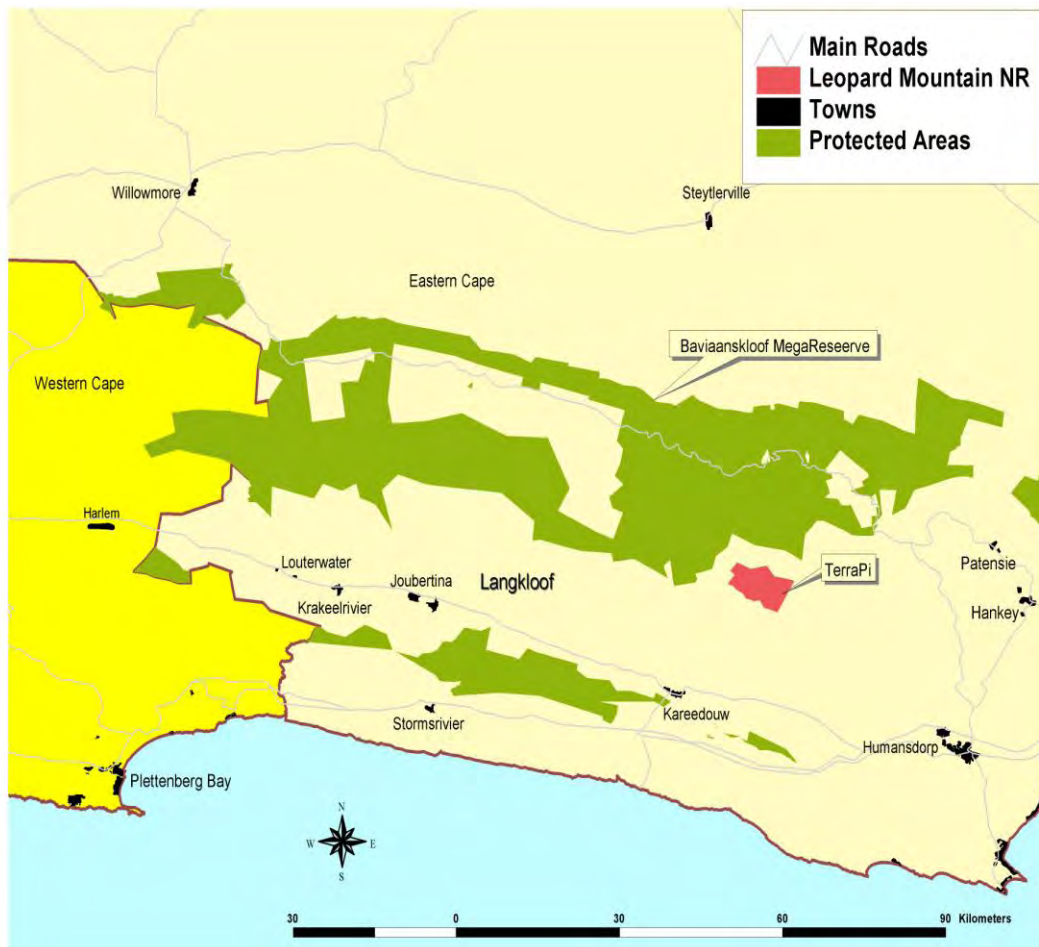 Main Roads
Leopard Mountain NR
Towns
Protected Areas
Willowmore
Steytlerville
Eastern Cape
Baviaanskloof MegaReseerve
Western Cape
Harlem
Louterwater
Krakeelrivier
Joubertina
Langkloof
TerraPi
Patensie
Hankey
Kareedouw
Stormsrivier
Humansdorp
Plettenberg Bay
N
W E
S
30 0 30 60 90 Kilometers